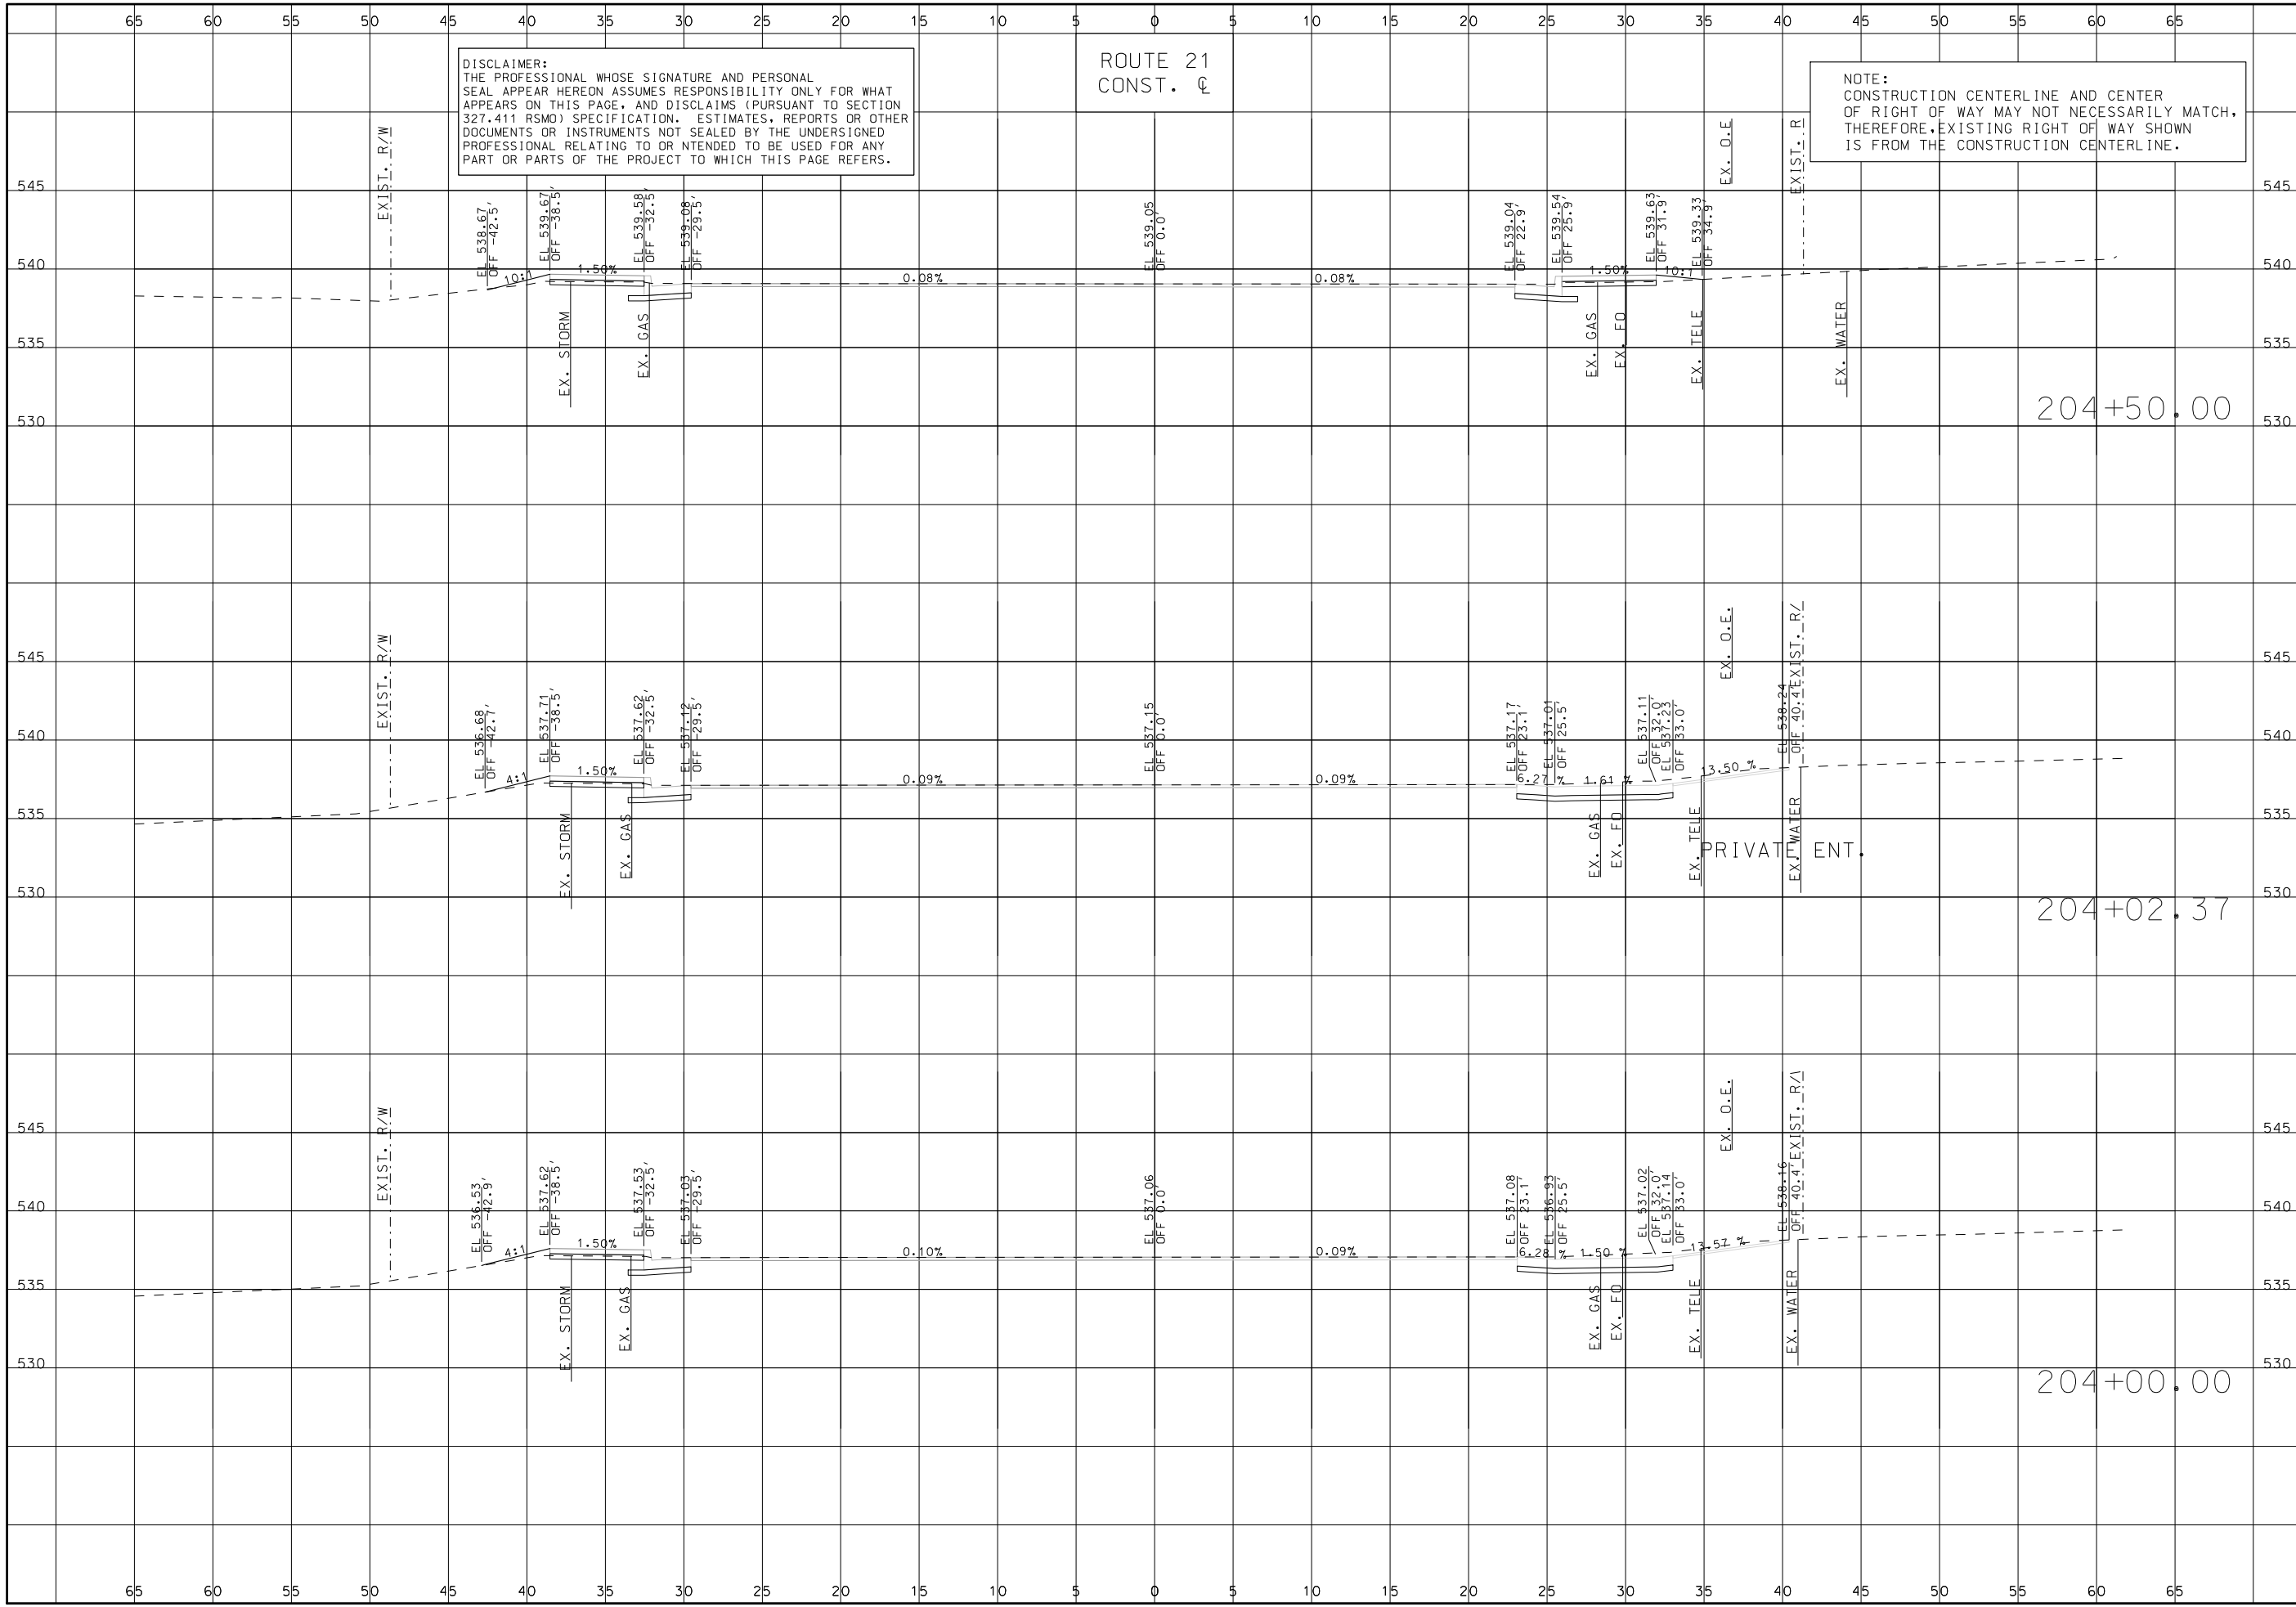 65 60 55 50 45 40 35 30 25 20 15 10 5 0 5 10 15 20 25 30 35 40 45 50 55 60 65
DISCLAIMER:
THE PROFESSIONAL WHOSE SIGNATURE AND PERSONAL
SEAL APPEAR HEREON ASSUMES RESPONSIBILITY ONLY FOR WHAT
APPEARS ON THIS PAGE, AND DISCLAIMS (PURSUANT TO SECTION
327.411 RSMO) SPECIFICATION. ESTIMATES, REPORTS OR OTHER
DOCUMENTS OR INSTRUMENTS NOT SEALED BY THE UNDERSIGNED
PROFESSIONAL RELATING TO OR NTENDED TO BE USED FOR ANY
PART OR PARTS OF THE PROJECT TO WHICH THIS PAGE REFERS.
ROUTE 21
CONST. ℄
NOTE:
CONSTRUCTION CENTERLINE AND CENTER
OF RIGHT OF WAY MAY NOT NECESSARILY MATCH,
THEREFORE,EXISTING RIGHT OF WAY SHOWN
IS FROM THE CONSTRUCTION CENTERLINE.
EXIST. R/W
EL 538.67
OFF -42.5'
EL 539.67
OFF -38.5'
EL 539.58
OFF -32.5'
EL 539.08
OFF -29.5'
EL 539.05
OFF 0.0'
EL 539.04
OFF 22.9'
EL 539.54
OFF 25.9'
EL 539.63
OFF 31.9'
EL 539.33
OFF 34.9'
EX. O.E
EXIST. R
545 545
540 540
10:1 1.50% 0.08% 0.08% 1.50% 10:1
EX. STORM
EX. GAS
EX. GAS
EX. FO
EX. TELE
EX. WATER
535 535
204+50.00
530 530
EXIST. R/W
EL 536.68
OFF -42.7'
EL 537.71
OFF -38.5'
EL 537.62
OFF -32.5'
EL 537.12
OFF -29.5'
EL 537.15
OFF 0.0'
EL 537.17
OFF 23.1'
EL 537.01
OFF 25.5'
EL 537.11
OFF 32.0'
EL 537.23
OFF 33.0'
EX. O.E.
EL 538.24
OFF 40.4'
EXIST. R/
545 545
540 540
4:1 1.50% 0.09% 0.09% 6.27 % 1.61 % 13.50 %
EX. STORM
EX. GAS
EX. GAS
EX. FO
EX. TELE
EX. WATER
535 535
PRIVATE ENT.
530 530
204+02.37
EXIST. R/W
EL 536.53
OFF -42.9'
EL 537.62
OFF -38.5'
EL 537.53
OFF -32.5'
EL 537.03
OFF -29.5'
EL 537.06
OFF 0.0'
EL 537.08
OFF 23.1'
EL 536.93
OFF 25.5'
EL 537.02
OFF 32.0'
EL 537.14
OFF 33.0'
EX. O.E.
EL 538.16
OFF 40.4'
EXIST. R/\
545 545
540 540
4:1 1.50% 0.10% 0.09% 6.28 % 1.50 % 13.57 %
EX. STORM
EX. GAS
EX. GAS
EX. FO
EX. TELE
EX. WATER
535 535
530 530
204+00.00
65 60 55 50 45 40 35 30 25 20 15 10 5 0 5 10 15 20 25 30 35 40 45 50 55 60 65